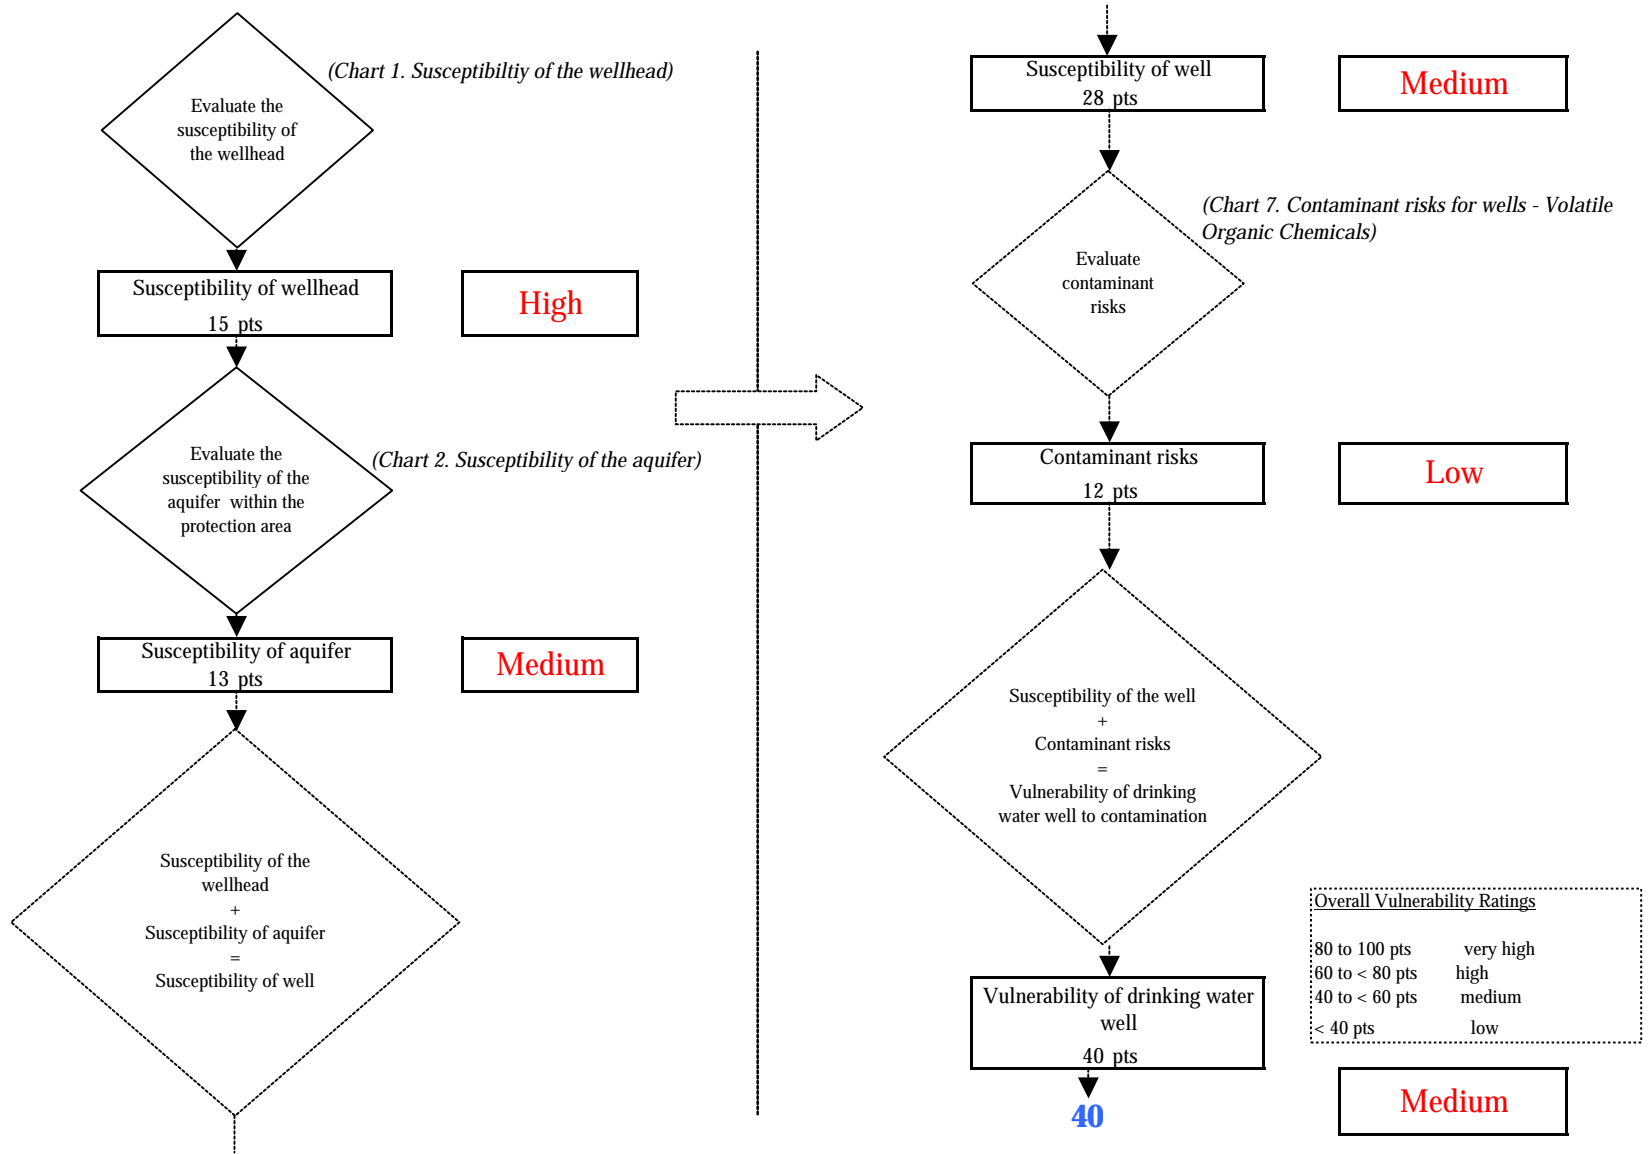 (Chart 1. Susceptibiltiy of the wellhead)
Evaluate the
susceptibility of
the wellhead
Susceptibility of wellhead
15 pts
High
Evaluate the
susceptibility of the
aquifer within the
protection area
(Chart 2. Susceptibility of the aquifer)
Susceptibility of aquifer
13 pts
Medium
Susceptibility of the
wellhead
+
Susceptibility of aquifer
=
Susceptibility of well
Susceptibility of well
28 pts
Medium
(Chart 7. Contaminant risks for wells - Volatile
Organic Chemicals)
Evaluate
contaminant
risks
Contaminant risks
12 pts
Low
Susceptibility of the well
+
Contaminant risks
=
Vulnerability of drinking
water well to contamination
Overall Vulnerability Ratings
80 to 100 pts very high
60 to < 80 pts high
40 to < 60 pts medium
< 40 pts low
Vulnerability of drinking water
well
40 pts
40
Medium